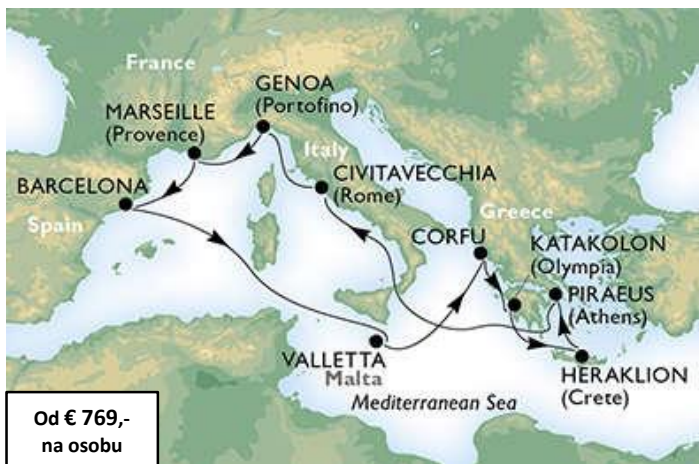 France
GENOA
(Portofino)
MARSEILLE
(Provence)
Italy
CIVITAVECCHIA
(Rome)
BARCELONA
Spain
Greece
CORFU
KATAKOLON
(Olympia)
PIRAEUS
(Athens)
VALLETTA
Malta
HERAKLION
(Crete)
Mediterranean Sea
Od € 769,-
na osobu